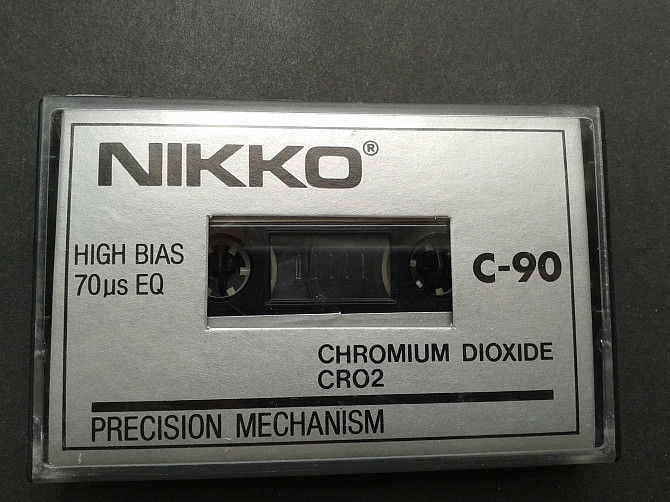 NIKKO®
HIGH BIAS
70µs EQ
C-90
CHROMIUM DIOXIDE
CRO2
PRECISION MECHANISM